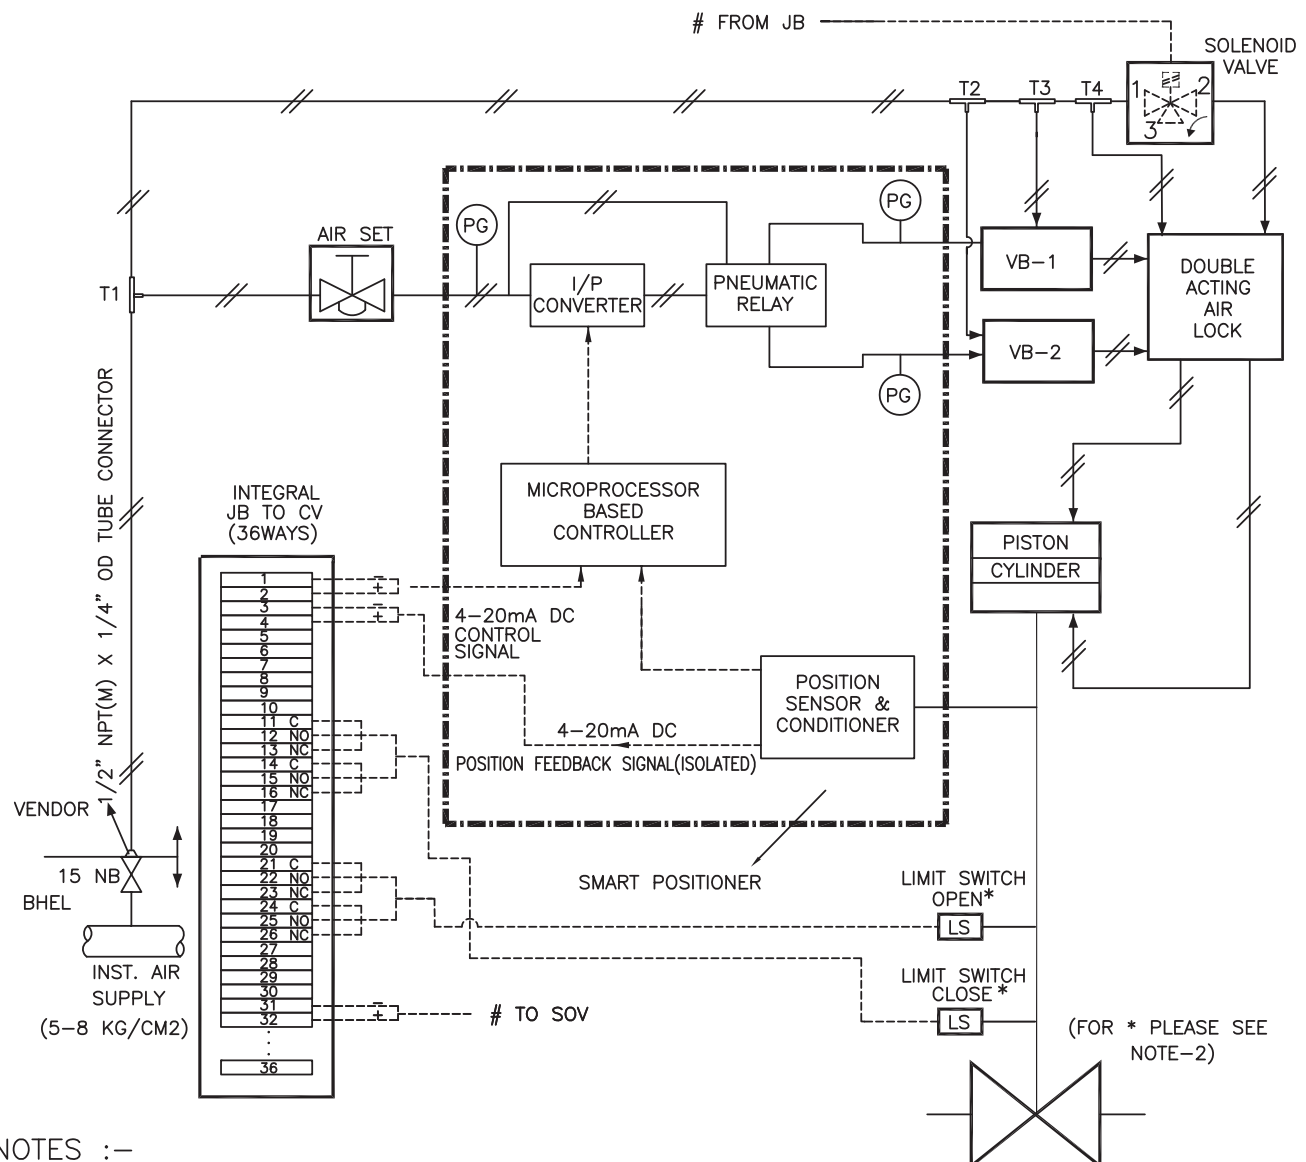 # FROM JB
SOLENOID
VALVE
T2
T3
T4
1
2
3
PG
PG
AIR SET
T1
I/P
CONVERTER
PNEUMATIC
RELAY
VB-1
DOUBLE
ACTING
AIR
LOCK
VB-2
PG
1/2" NPT(M) X 1/4" OD TUBE CONNECTOR
MICROPROCESSOR
BASED
CONTROLLER
INTEGRAL
JB TO CV
(36WAYS)
PISTON
CYLINDER
1 -
2 +
3 -
4 +
5
6
7
8
9
10
11 C
12 NO
13 NC
14 C
15 NO
16 NC
17
18
19
20
21 C
22 NO
23 NC
24 C
25 NO
26 NC
27
28
29
30
31 -
32 +
.
.
.
36
4-20mA DC
CONTROL
SIGNAL
POSITION
SENSOR &
CONDITIONER
4-20mA DC
POSITION FEEDBACK SIGNAL(ISOLATED)
VENDOR
15 NB
BHEL
INST. AIR
SUPPLY
(5-8 KG/CM2)
SMART POSITIONER
LIMIT SWITCH
OPEN*
LS
LIMIT SWITCH
CLOSE*
LS
# TO SOV
(FOR * PLEASE SEE
NOTE-2)
NOTES :-